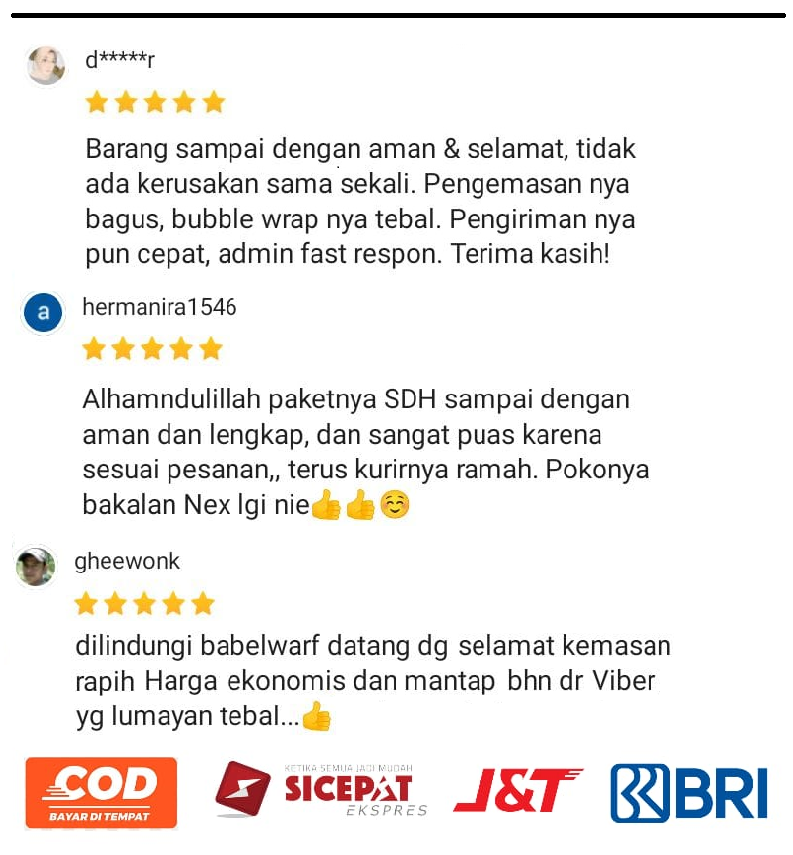 d*****r
Barang sampai dengan aman & selamat, tidak
ada kerusakan sama sekali. Pengemasan nya
bagus, bubble wrap nya tebal. Pengiriman nya
pun cepat, admin fast respon. Terima kasih!
a
hermanira1546
Alhamndulillah paketnya SDH sampai dengan
aman dan lengkap, dan sangat puas karena
sesuai pesanan,, terus kurirnya ramah. Pokonya
bakalan Nex lgi nie👍👍☺️
gheewonk
dilindungi babelwarf datang dg selamat kemasan
rapih Harga ekonomis dan mantap bhn dr Viber
yg lumayan tebal...👍
COD
BAYAR DI TEMPAT
KETIKA SEMUA JADI MUDAH
SICEPAT
EKSPRES
J&T
BRI